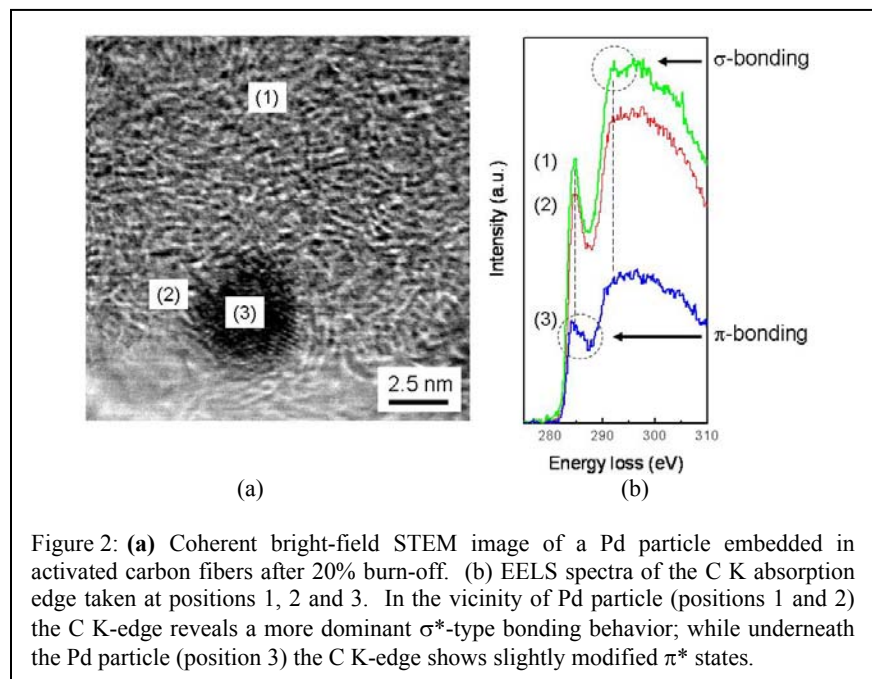 (1)
(2)
(3)
2.5 nm
(a)
σ-bonding
(1)
(2)
(3)
π-bonding
Intensity (a.u.)
280 290 300 310
Energy loss (eV)
(b)
Figure 2: (a) Coherent bright-field STEM image of a Pd particle embedded in
activated carbon fibers after 20% burn-off. (b) EELS spectra of the C K absorption
edge taken at positions 1, 2 and 3. In the vicinity of Pd particle (positions 1 and 2)
the C K-edge reveals a more dominant σ*-type bonding behavior; while underneath
the Pd particle (position 3) the C K-edge shows slightly modified π* states.